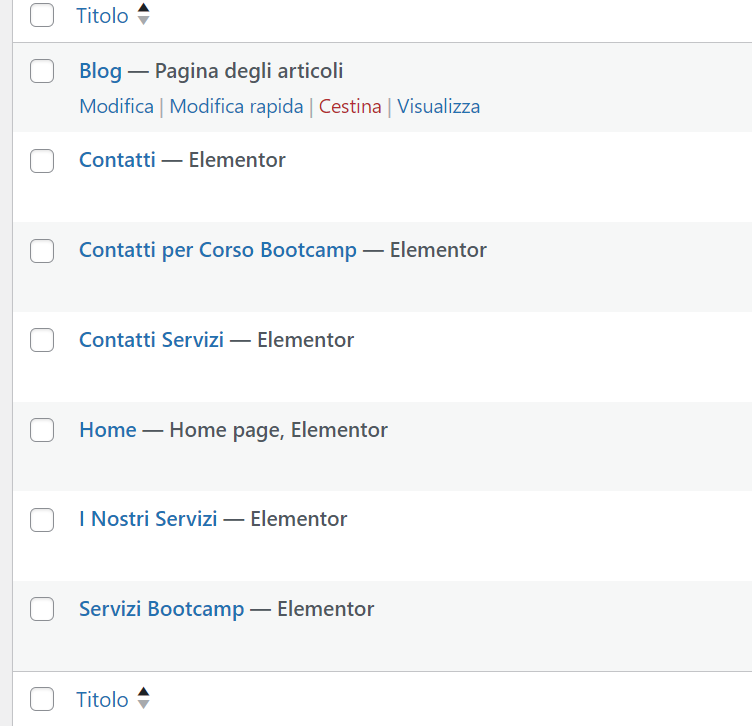 Titolo
Blog — Pagina degli articoli
Modifica | Modifica rapida | Cestina | Visualizza
Contatti — Elementor
Contatti per Corso Bootcamp — Elementor
Contatti Servizi — Elementor
Home — Home page, Elementor
I Nostri Servizi — Elementor
Servizi Bootcamp — Elementor
Titolo